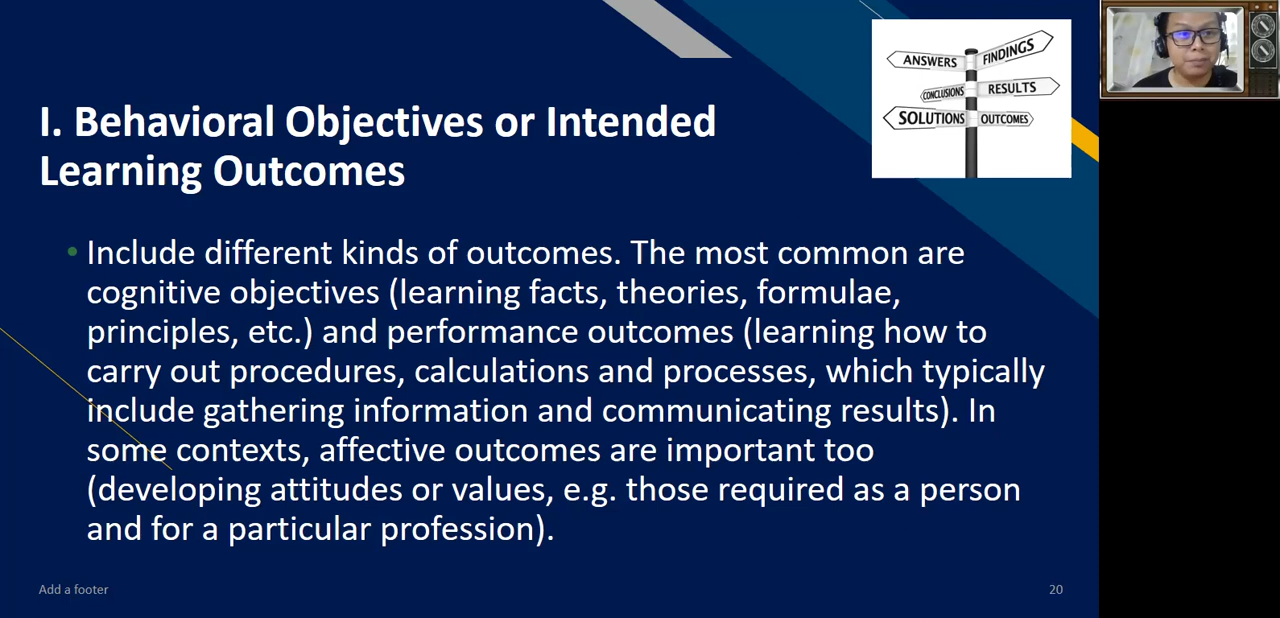 ANSWERS
FINDINGS
CONCLUSIONS
RESULTS
SOLUTIONS
OUTCOMES
I. Behavioral Objectives or Intended
Learning Outcomes
• Include different kinds of outcomes. The most common are
cognitive objectives (learning facts, theories, formulae,
principles, etc.) and performance outcomes (learning how to
carry out procedures, calculations and processes, which typically
include gathering information and communicating results). In
some contexts, affective outcomes are important too
(developing attitudes or values, e.g. those required as a person
and for a particular profession).
Add a footer
20